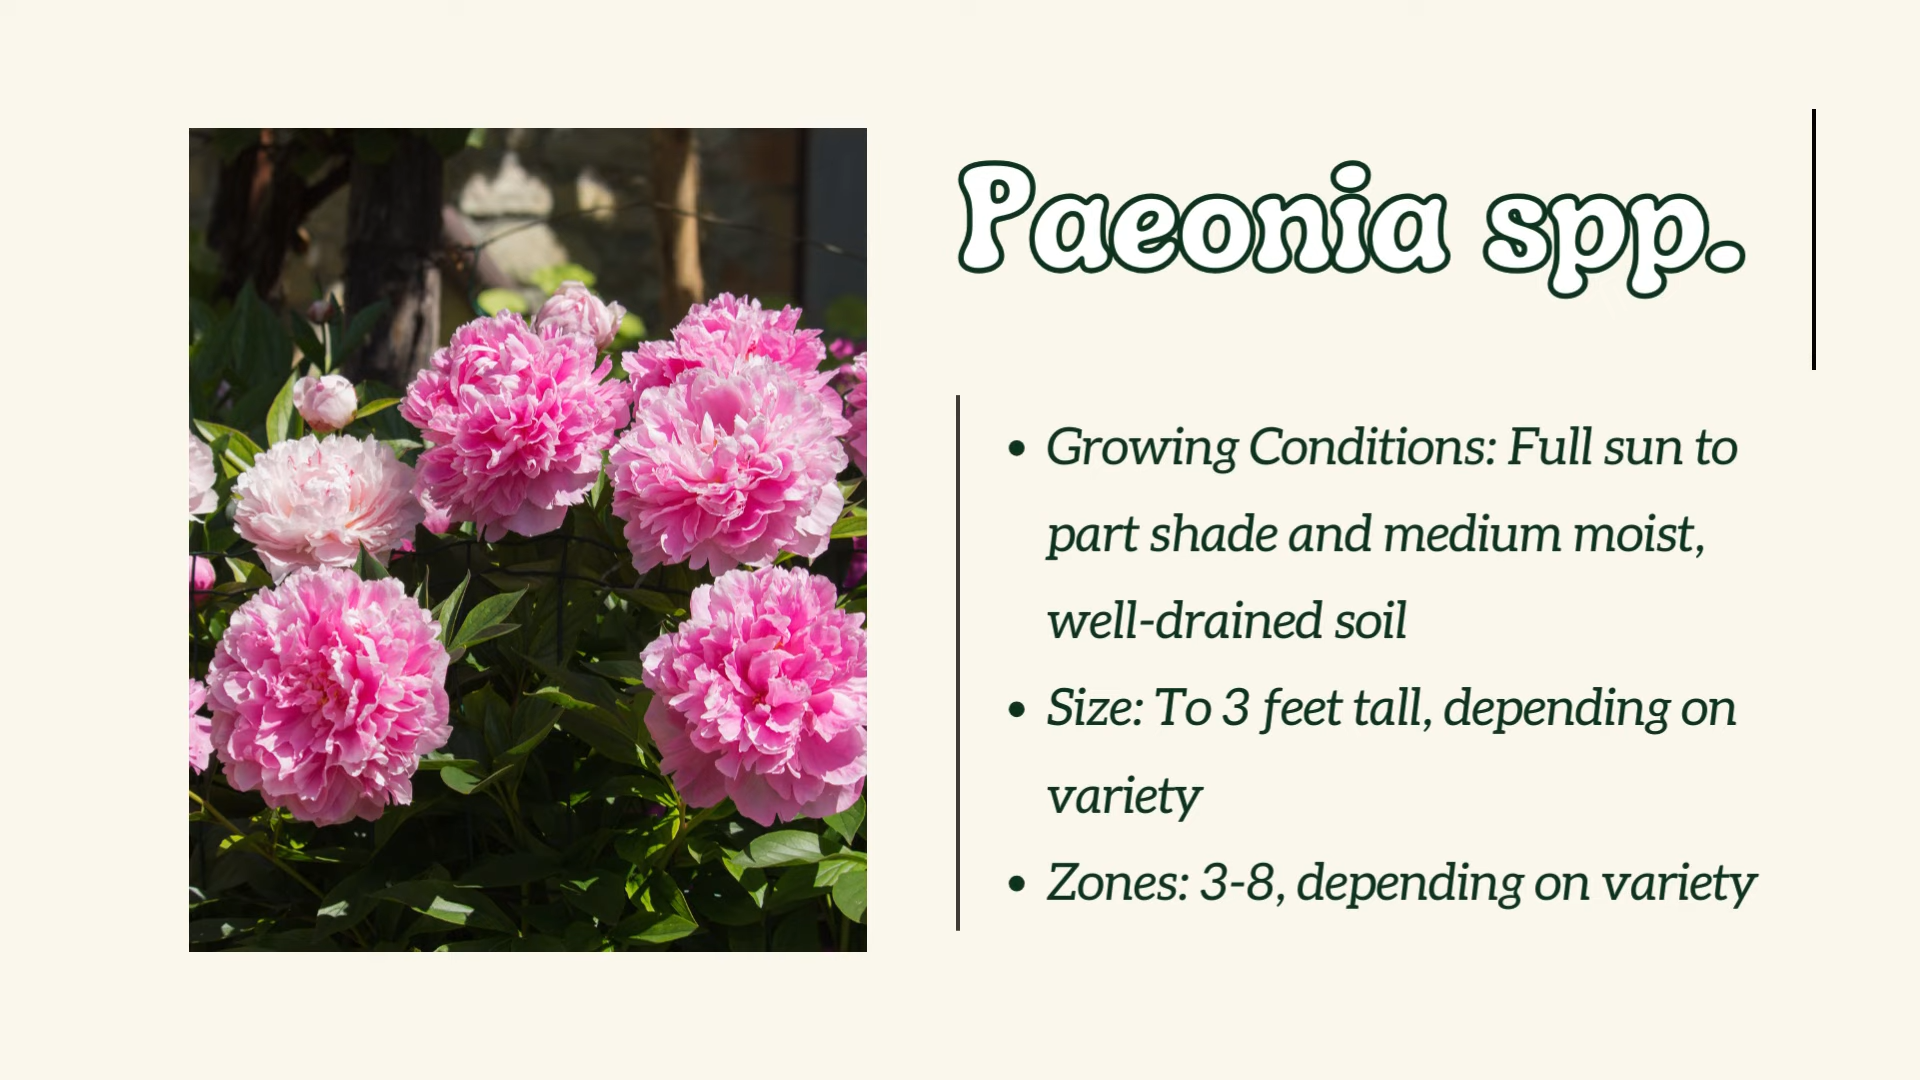 Paeonia spp.
• Growing Conditions: Full sun to
part shade and medium moist,
well-drained soil
• Size: To 3 feet tall, depending on
variety
• Zones: 3-8, depending on variety